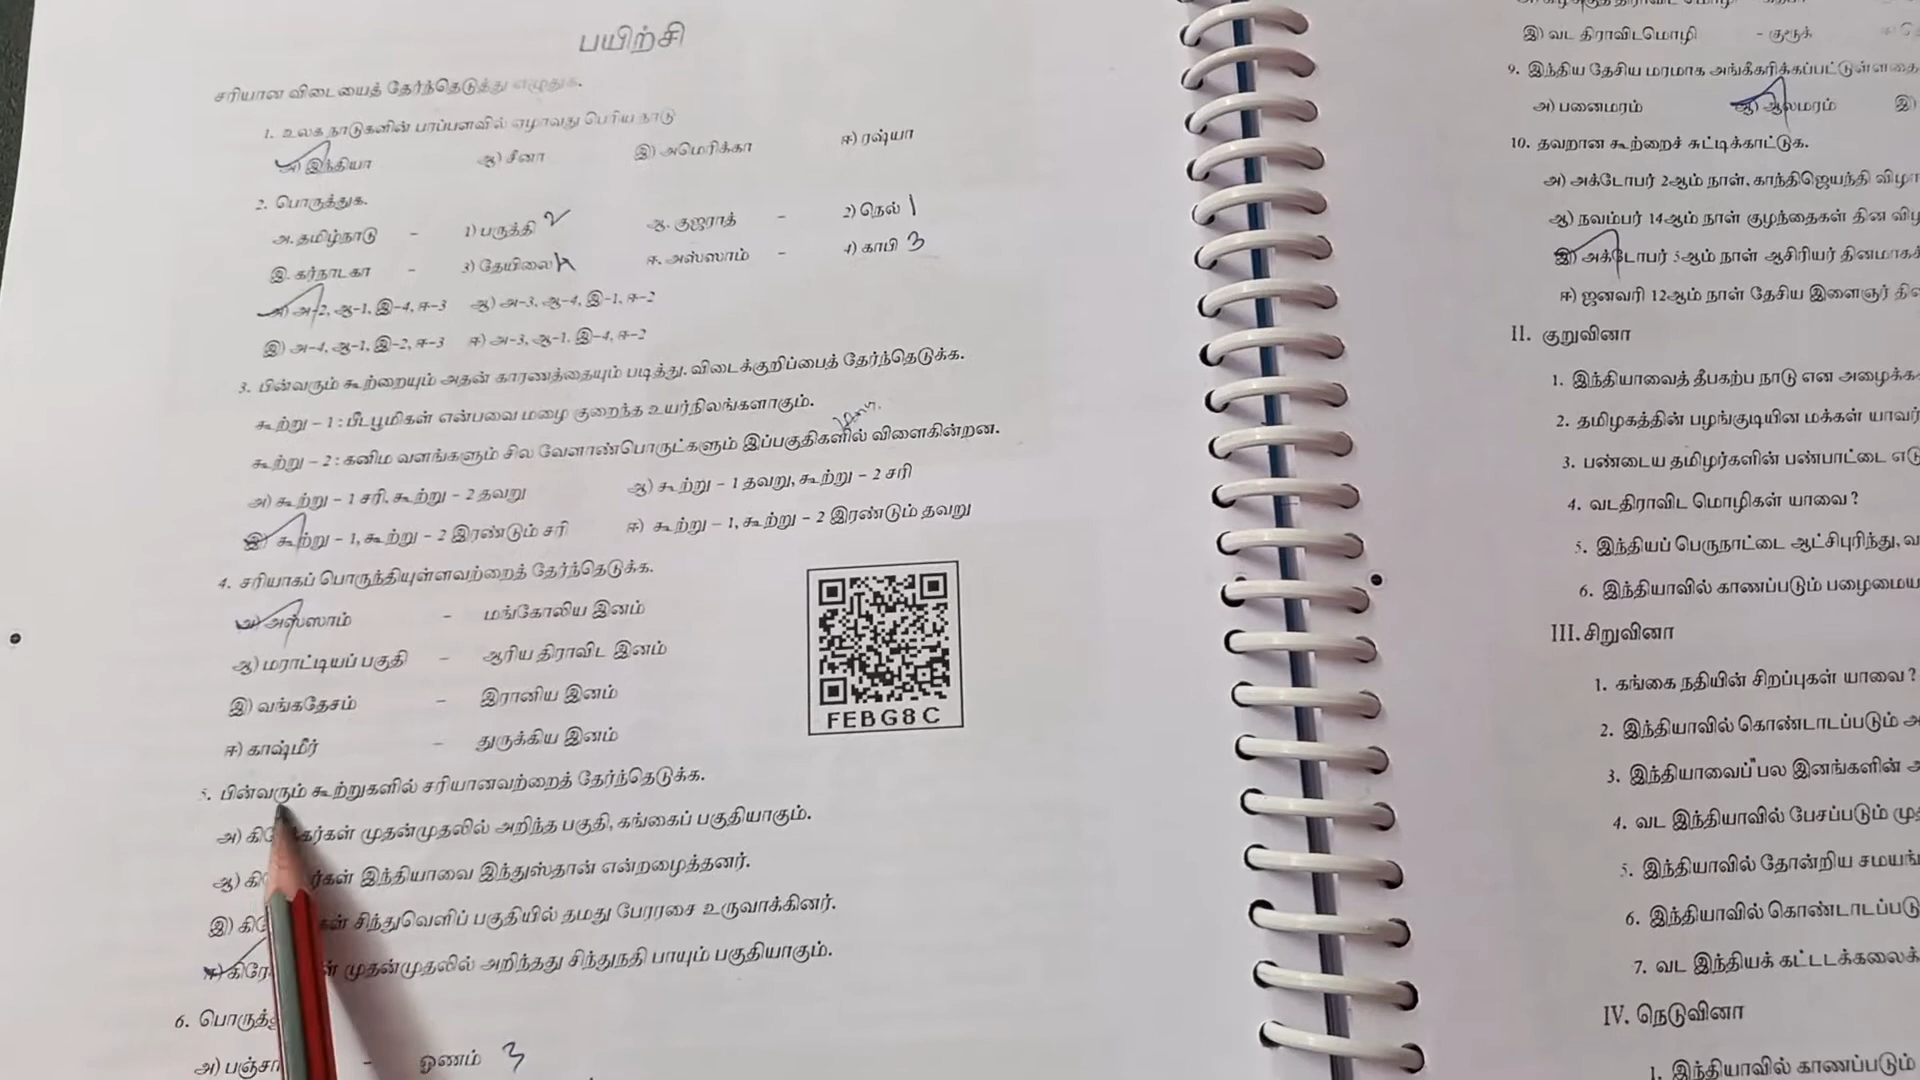 பயிற்சி
சரியான விடையைத் தேர்ந்தெடுத்து எழுதுக.
1. உலக நாடுகளின் பரப்பளவில் ஏழாவது பெரிய நாடு
அ) இந்தியா ஆ) சீனா இ) அமெரிக்கா ஈ) ரஷ்யா
2. பொருத்துக.
அ. தமிழ்நாடு – 1) பருத்தி 2 ஆ. குஜராத் – 2) நெல் 1
இ. கர்நாடகா – 3) தேயிலை 4 ஈ. அஸ்ஸாம் – 4) காபி 3
அ) அ-2, ஆ-1, இ-4, ஈ-3 ஆ) அ-3, ஆ-4, இ-1, ஈ-2
இ) அ-4, ஆ-1, இ-2, ஈ-3 ஈ) அ-3, ஆ-1. இ-4, ஈ-2
3. பின்வரும் கூற்றையும் அதன் காரணத்தையும் படித்து. விடைக்குறிப்பைத் தேர்ந்தெடுக்க.
கூற்று – 1 : பீடபூமிகள் என்பவை மழை குறைந்த உயர்நிலங்களாகும்.
கூற்று – 2 : கனிம வளங்களும் சில வேளாண்பொருட்களும் இப்பகுதிகளில் விளைகின்றன.
அ) கூற்று – 1 சரி, கூற்று – 2 தவறு ஆ) கூற்று – 1 தவறு, கூற்று – 2 சரி
இ) கூற்று – 1, கூற்று – 2 இரண்டும் சரி ஈ) கூற்று – 1, கூற்று – 2 இரண்டும் தவறு
4. சரியாகப் பொருந்தியுள்ளவற்றைத் தேர்ந்தெடுக்க.
அ) அஸ்ஸாம் – மங்கோலிய இனம்
ஆ) மராட்டியப் பகுதி – ஆரிய திராவிட இனம்
இ) வங்கதேசம் – இரானிய இனம்
ஈ) காஷ்மீர் – துருக்கிய இனம்
FEBG8C
5. பின்வரும் கூற்றுகளில் சரியானவற்றைத் தேர்ந்தெடுக்க.
அ) முதன்முதலில் அறிந்த பகுதி, கங்கைப் பகுதியாகும்.
ஆ) இந்தியாவை இந்துஸ்தான் என்றழைத்தனர்.
இ) சிந்துவெளிப் பகுதியில் தமது பேரரசை உருவாக்கினர்.
ஈ) முதன்முதலில் அறிந்தது சிந்துநதி பாயும் பகுதியாகும்.
6.
அ) – ஓணம் 3
இ) வட திராவிடமொழி - குரூக்
9. இந்திய தேசிய மரமாக அங்கீகரிக்கப்பட்டுள்ளதை
அ) பனைமரம் ஆ) ஆலமரம் இ)
10. தவறான கூற்றைச் சுட்டிக்காட்டுக.
அ) அக்டோபர் 2ஆம் நாள், காந்திஜெயந்தி
ஆ) நவம்பர் 14ஆம் நாள் குழந்தைகள் தின
இ) அக்டோபர் 5ஆம் நாள் ஆசிரியர்
ஈ) ஜனவரி 12ஆம் நாள் தேசிய இளைஞர்
II. குறுவினா
1. இந்தியாவைத் தீபகற்ப நாடு என
2. தமிழகத்தின் பழங்குடியின மக்கள்
3. பண்டைய தமிழர்களின் பண்பாட்டை
4. வடதிராவிட மொழிகள் யாவை?
5. இந்தியப் பெருநாட்டை ஆட்சிபுரிந்து,
6. இந்தியாவில் காணப்படும்
III. சிறுவினா
1. கங்கை நதியின் சிறப்புகள் யாவை?
2. இந்தியாவில் கொண்டாடப்படும்
3. இந்தியாவைப் பல இனங்களின்
4. வட இந்தியாவில் பேசப்படும்
5. இந்தியாவில் தோன்றிய
6. இந்தியாவில்
7. வட இந்தியக்
IV. நெடுவினா
1. இந்தியாவில் காணப்படும்